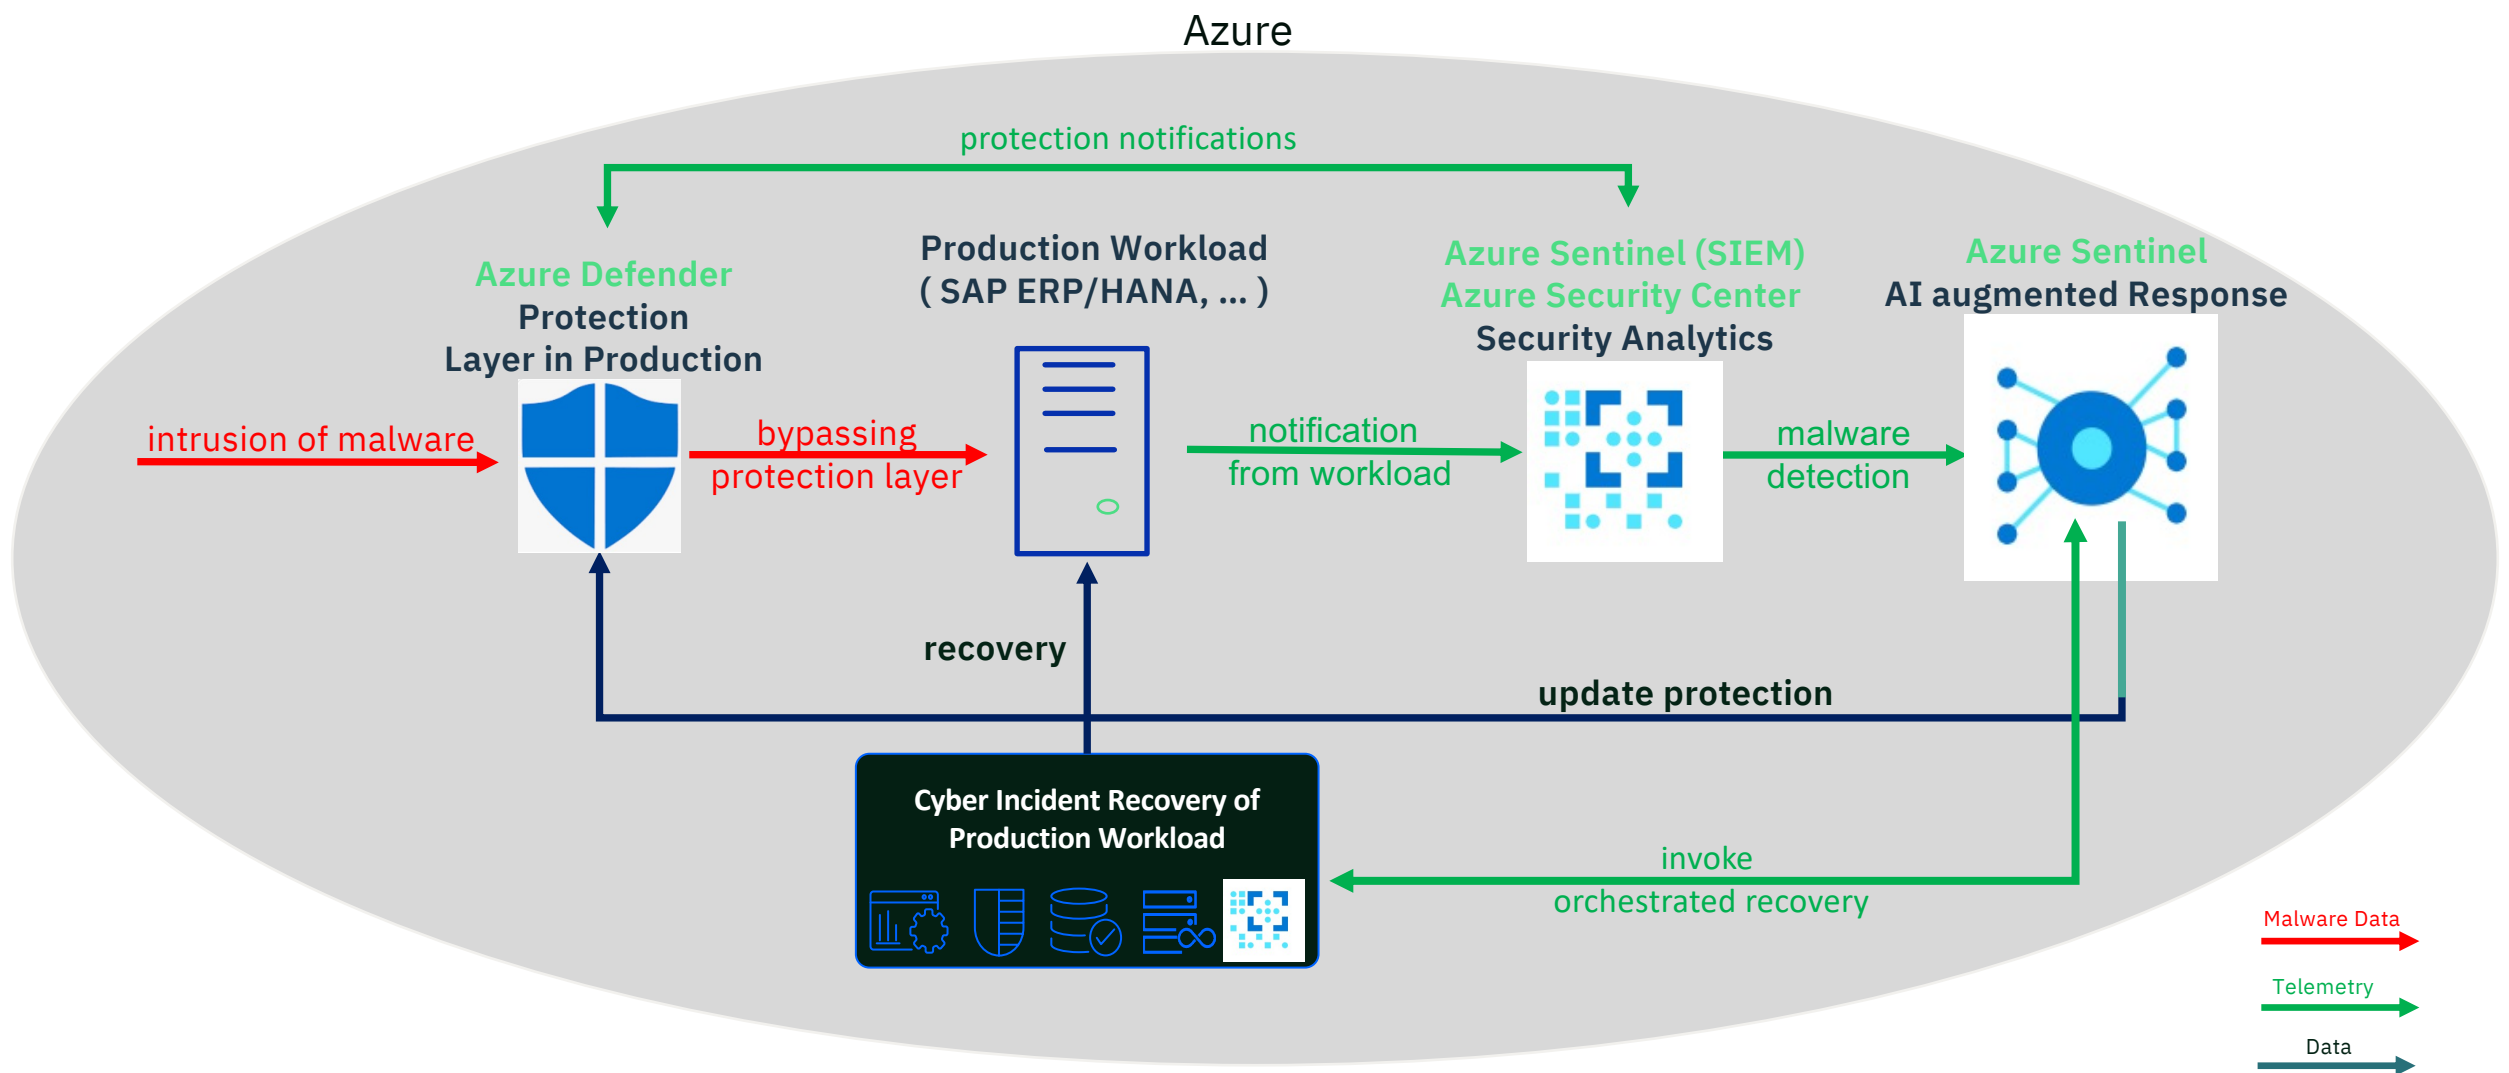 Azure
protection notifications
Azure Defender
Protection
Layer in Production
Production Workload
( SAP ERP/HANA, ... )
Azure Sentinel (SIEM)
Azure Security Center
Security Analytics
Azure Sentinel
AI augmented Response
intrusion of malware
bypassing
protection layer
notification
from workload
malware
detection
recovery
update protection
Cyber Incident Recovery of
Production Workload
invoke
orchestrated recovery
Malware Data
Telemetry
Data